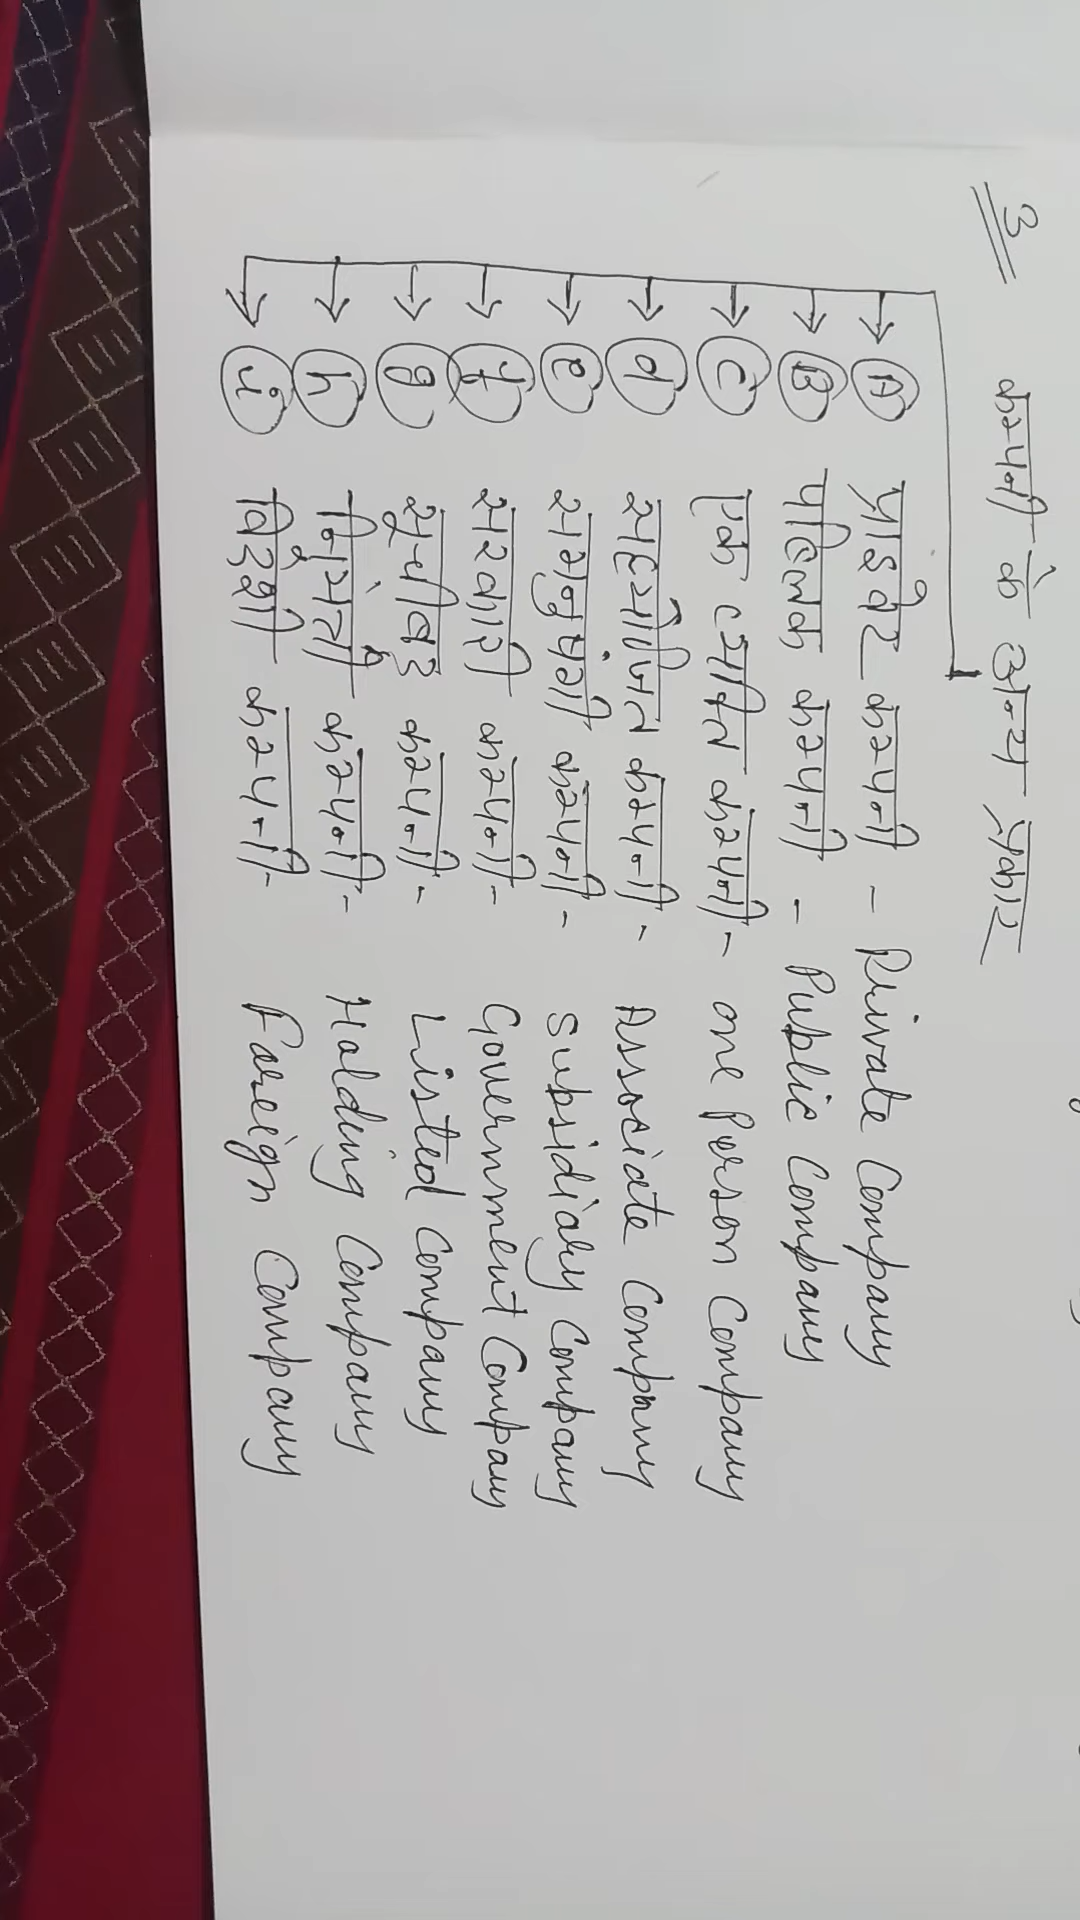 3 कम्पनी के अन्य प्रकार
A प्राइवेट कम्पनी - Private Company
B पब्लिक कम्पनी - Public Company
C एक व्यक्ति कम्पनी - one Person Company
d सहयोजित कम्पनी - Associate Company
e समनुषंगी कम्पनी - Subsidiary Company
f सरकारी कम्पनी - Government Company
g सूचीबद्ध कम्पनी - Listed Company
h कम्पनी - Holding Company
i विदेशी कम्पनी - Foreign Company